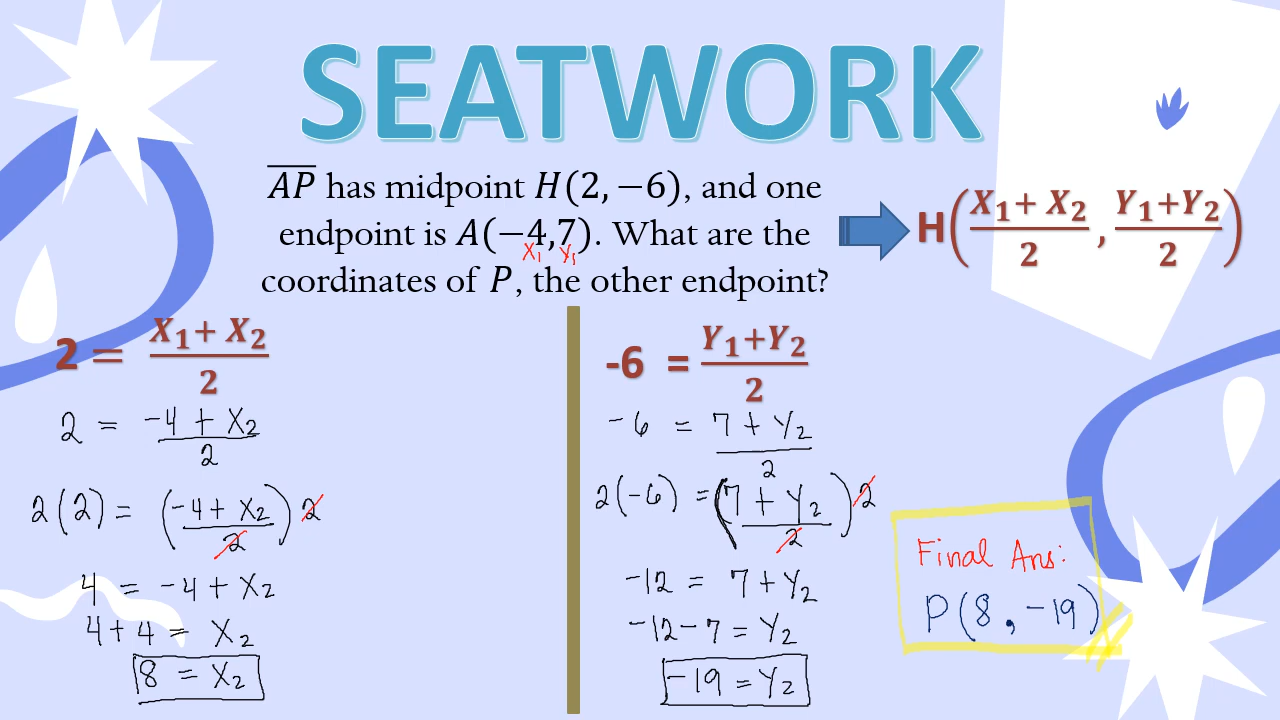 SEATWORK
AP has midpoint H(2, −6), and one
endpoint is A(−4,7). What are the
X₁ Y₁
coordinates of P, the other endpoint?
H((X₁+ X₂)/2 , (Y₁+Y₂)/2)
2 = (X₁+ X₂)/2
2 = (-4 + X₂)/2
2(2) = ((-4 + X₂)/2) 2
4 = -4 + X₂
4+4 = X₂
8 = X₂
-6 = (Y₁+Y₂)/2
-6 = (7 + Y₂)/2
2(-6) = ((7 + Y₂)/2) 2
-12 = 7 + Y₂
-12 - 7 = Y₂
-19 = Y₂
Final Ans:
P(8, -19)